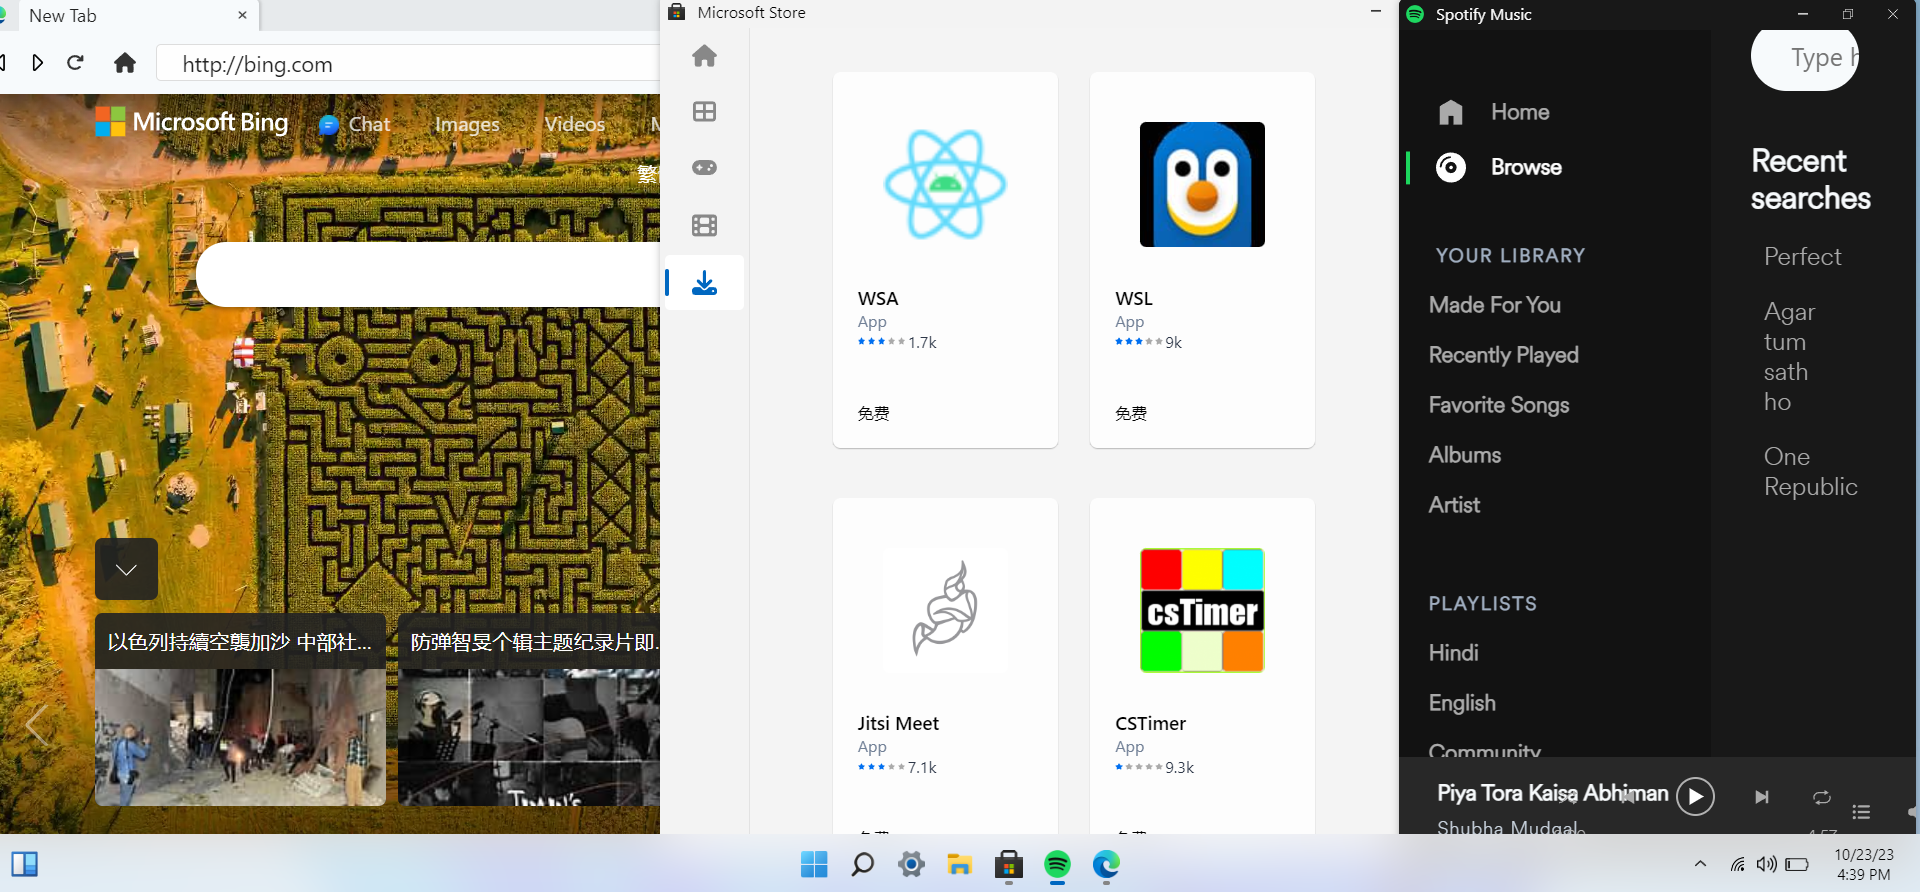 New Tab
http://bing.com
Microsoft Bing
Chat
Images
Videos
繁
以色列持續空襲加沙 中部社...
防弹智旻个辑主题纪录片即.
Microsoft Store
WSA
App
1.7k
免费
WSL
App
9k
免费
Jitsi Meet
App
7.1k
csTimer
CSTimer
App
9.3k
Spotify Music
Type h
Home
Browse
YOUR LIBRARY
Made For You
Recently Played
Favorite Songs
Albums
Artist
PLAYLISTS
Hindi
English
Community
Recent
searches
Perfect
Agar
tum
sath
ho
One
Republic
Piya Tora Kaisa Abhiman
Shubha Mudgal
10/23/23
4:39 PM